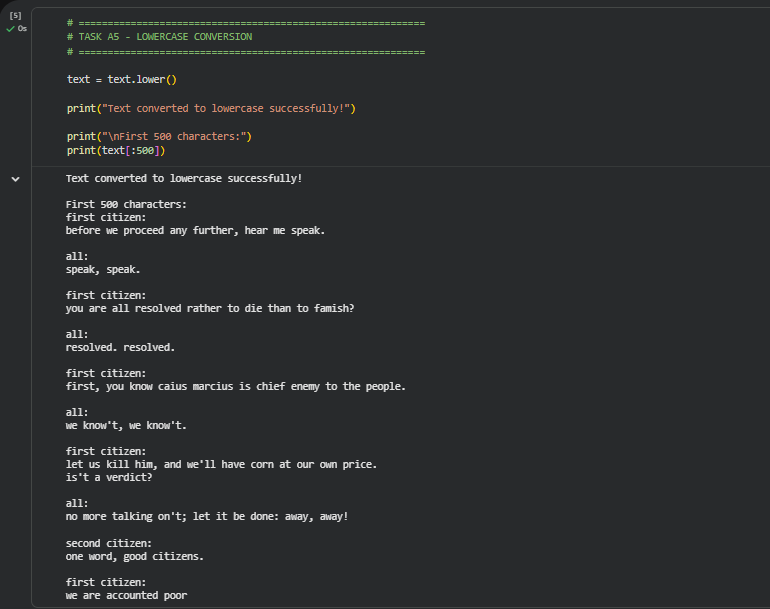 [5]
0s
# ============================================================
# TASK A5 - LOWERCASE CONVERSION
# ============================================================
text = text.lower()
print("Text converted to lowercase successfully!")
print("\nFirst 500 characters:")
print(text[:500])
Text converted to lowercase successfully!
First 500 characters:
first citizen:
before we proceed any further, hear me speak.
all:
speak, speak.
first citizen:
you are all resolved rather to die than to famish?
all:
resolved. resolved.
first citizen:
first, you know caius marcius is chief enemy to the people.
all:
we know't, we know't.
first citizen:
let us kill him, and we'll have corn at our own price.
is't a verdict?
all:
no more talking on't; let it be done: away, away!
second citizen:
one word, good citizens.
first citizen:
we are accounted poor